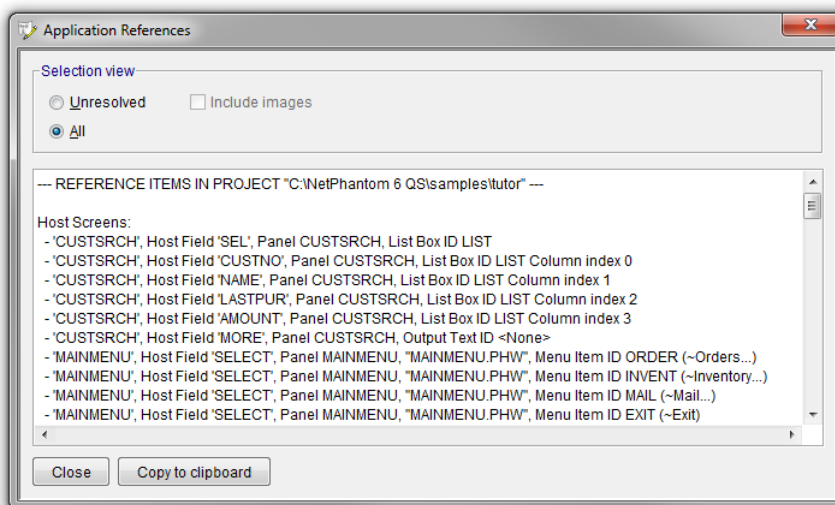 Application References
Selection view
Unresolved Include images
All
--- REFERENCE ITEMS IN PROJECT "C:\NetPhantom 6 QS\samples\tutor" ---
Host Screens:
- 'CUSTSRCH', Host Field 'SEL', Panel CUSTSRCH, List Box ID LIST
- 'CUSTSRCH', Host Field 'CUSTNO', Panel CUSTSRCH, List Box ID LIST Column index 0
- 'CUSTSRCH', Host Field 'NAME', Panel CUSTSRCH, List Box ID LIST Column index 1
- 'CUSTSRCH', Host Field 'LASTPUR', Panel CUSTSRCH, List Box ID LIST Column index 2
- 'CUSTSRCH', Host Field 'AMOUNT', Panel CUSTSRCH, List Box ID LIST Column index 3
- 'CUSTSRCH', Host Field 'MORE', Panel CUSTSRCH, Output Text ID <None>
- 'MAINMENU', Host Field 'SELECT', Panel MAINMENU, "MAINMENU.PHW", Menu Item ID ORDER (~Orders...)
- 'MAINMENU', Host Field 'SELECT', Panel MAINMENU, "MAINMENU.PHW", Menu Item ID INVENT (~Inventory...)
- 'MAINMENU', Host Field 'SELECT', Panel MAINMENU, "MAINMENU.PHW", Menu Item ID MAIL (~Mail...)
- 'MAINMENU', Host Field 'SELECT', Panel MAINMENU, "MAINMENU.PHW", Menu Item ID EXIT (~Exit)
Close Copy to clipboard